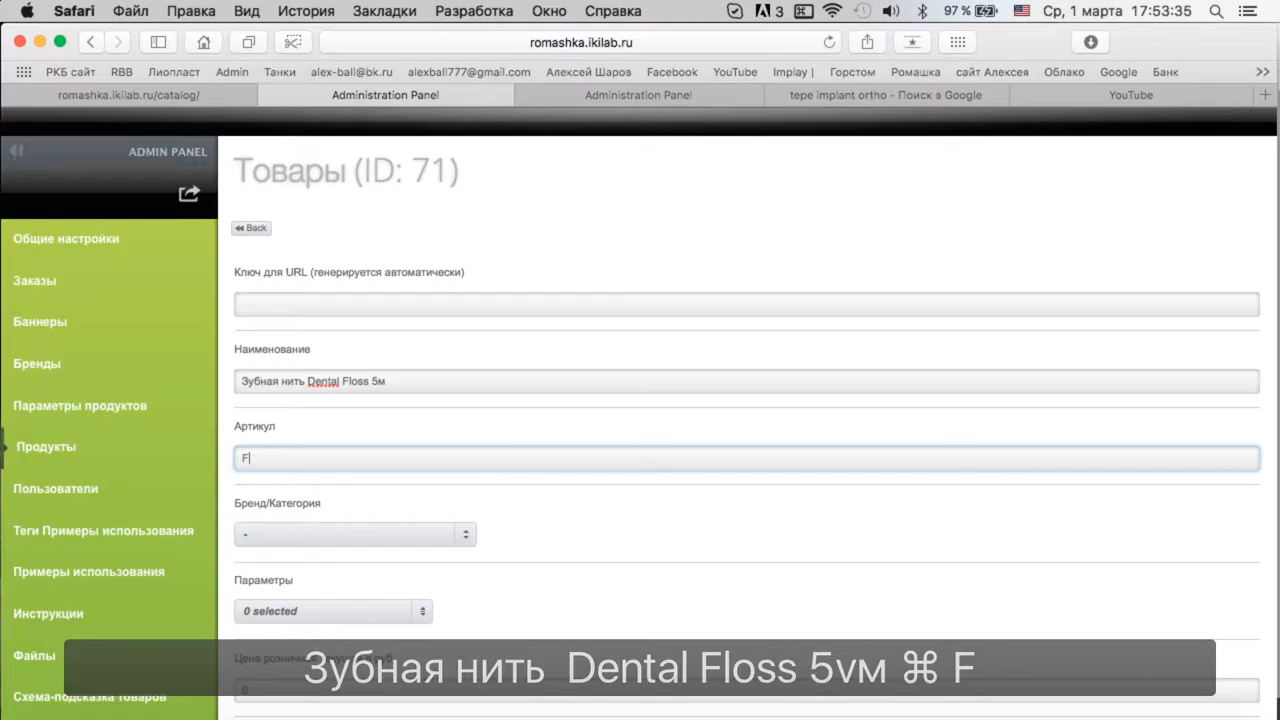 Safari Файл Правка Вид История Закладки Разработка Окно Справка 3 97 % Ср, 1 марта 17:53:35
romashka.ikilab.ru
РКБ сайт RBB Лиопласт Admin Танки alex-ball@bk.ru alexball777@gmail.com Алексей Шаров Facebook YouTube Implay | Горстом Ромашка сайт Алексея Облако Google Банк >>
romashka.ikilab.ru/catalog/ Administration Panel Administration Panel tepe implant ortho - Поиск в Google YouTube +
ADMIN PANEL
Товары (ID: 71)
Back
Общие настройки
Заказы
Баннеры
Бренды
Параметры продуктов
Продукты
Пользователи
Теги Примеры использования
Примеры использования
Инструкции
Файлы
Схема-подсказка товаров
Ключ для URL (генерируется автоматически)
Наименование
Зубная нить Dental Floss 5м
Артикул
F
Бренд/Категория
-
Параметры
0 selected
Цена
0
Зубная нить Dental Floss 5vм ⌘ F